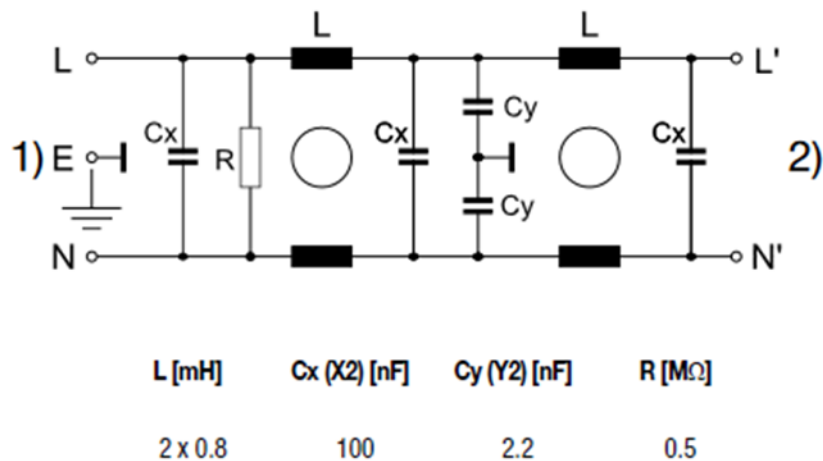 L L
L L'
Cy
Cx Cx Cx
1) E R 2)
Cy
N N'
L [mH] Cx (X2) [nF] Cy (Y2) [nF] R [MΩ]
2 x 0.8 100 2.2 0.5